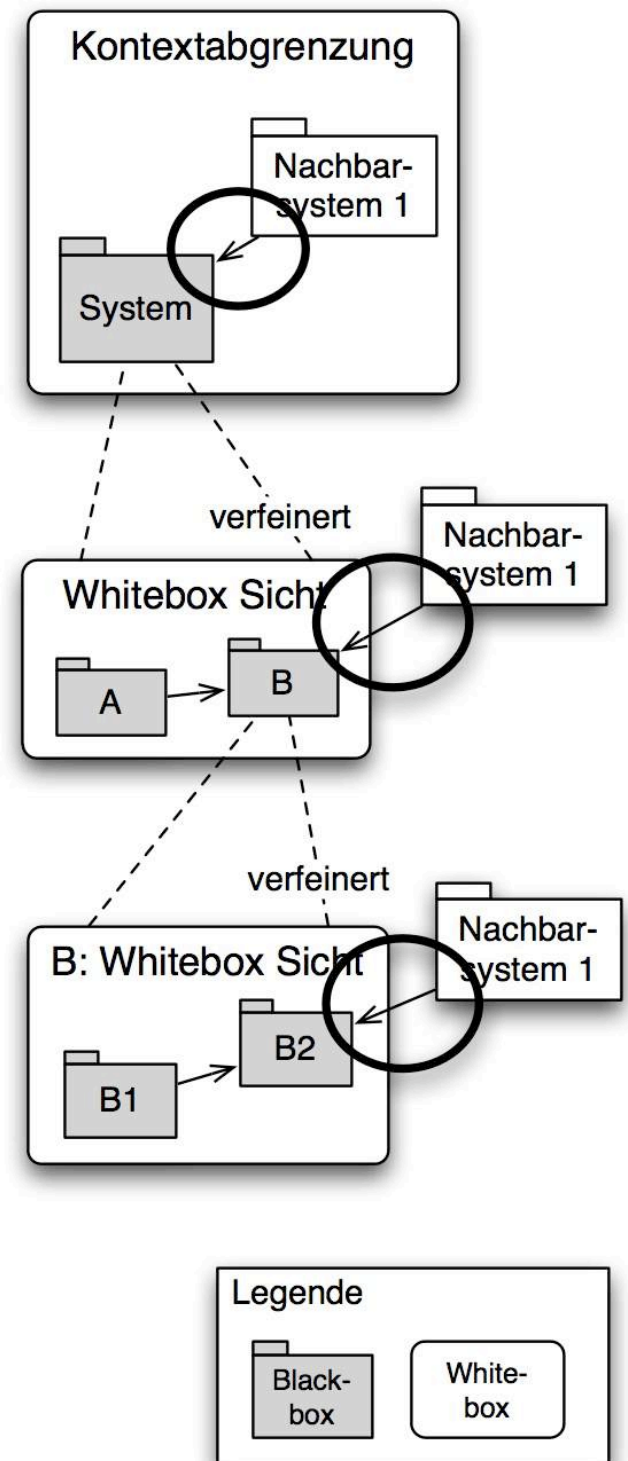 Kontextabgrenzung
Nachbar-
system 1
System
verfeinert
Nachbar-
system 1
Whitebox Sicht
A
B
verfeinert
Nachbar-
system 1
B: Whitebox Sicht
B1
B2
Legende
Black-
box
White-
box